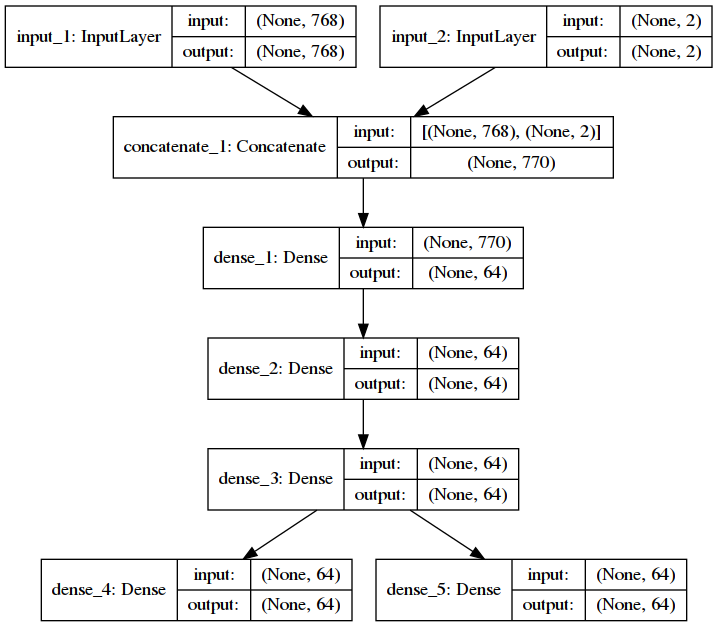 input_1: InputLayer
input: (None, 768)
output: (None, 768)
input_2: InputLayer
input: (None, 2)
output: (None, 2)
concatenate_1: Concatenate
input: [(None, 768), (None, 2)]
output: (None, 770)
dense_1: Dense
input: (None, 770)
output: (None, 64)
dense_2: Dense
input: (None, 64)
output: (None, 64)
dense_3: Dense
input: (None, 64)
output: (None, 64)
dense_4: Dense
input: (None, 64)
output: (None, 64)
dense_5: Dense
input: (None, 64)
output: (None, 64)